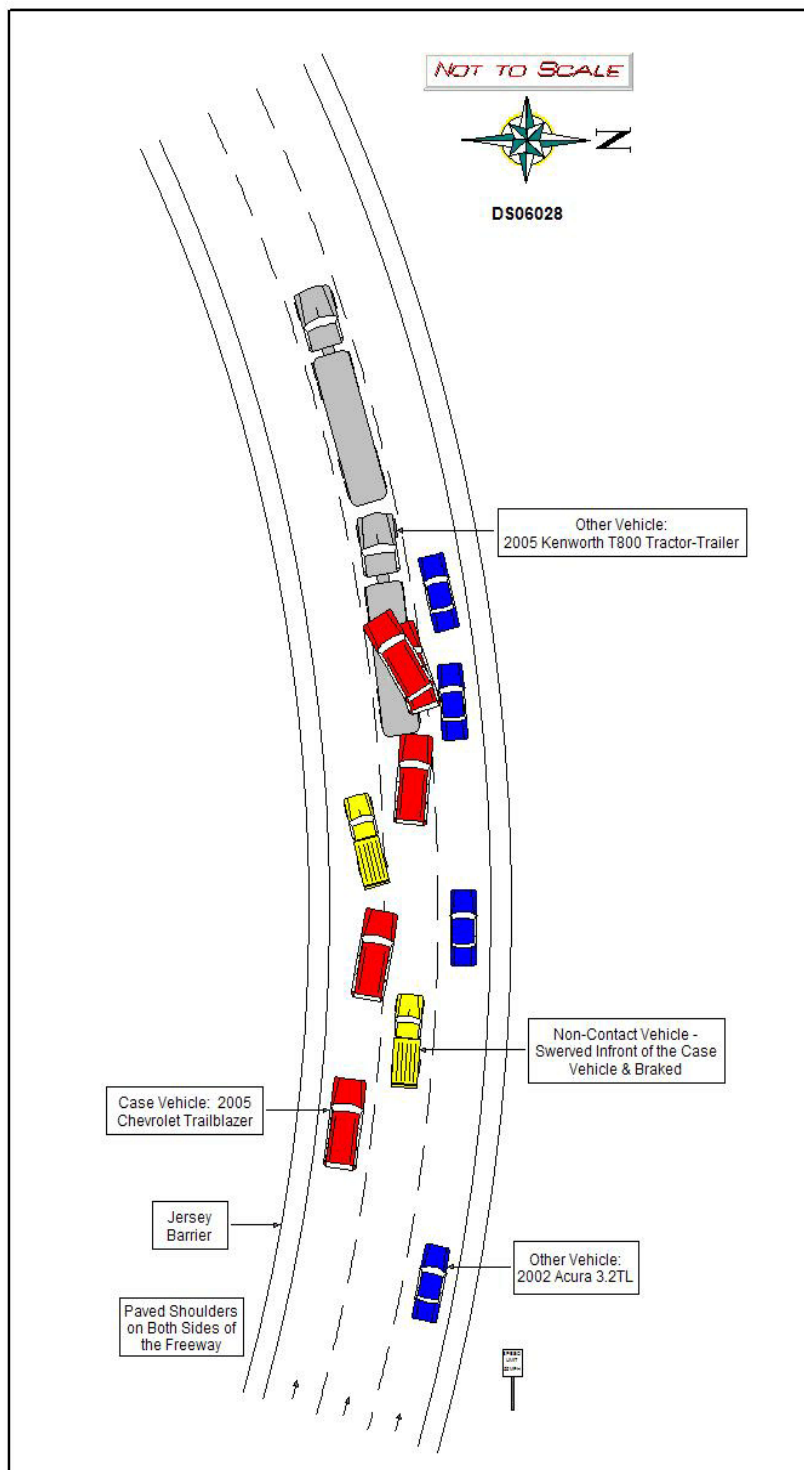 NOT TO SCALE
N
DS06028
Other Vehicle:
2005 Kenworth T800 Tractor-Trailer
Non-Contact Vehicle -
Swerved Infront of the Case
Vehicle & Braked
Case Vehicle: 2005
Chevrolet Trailblazer
Jersey
Barrier
Other Vehicle:
2002 Acura 3.2TL
Paved Shoulders
on Both Sides of
the Freeway
SPEED
LIMIT